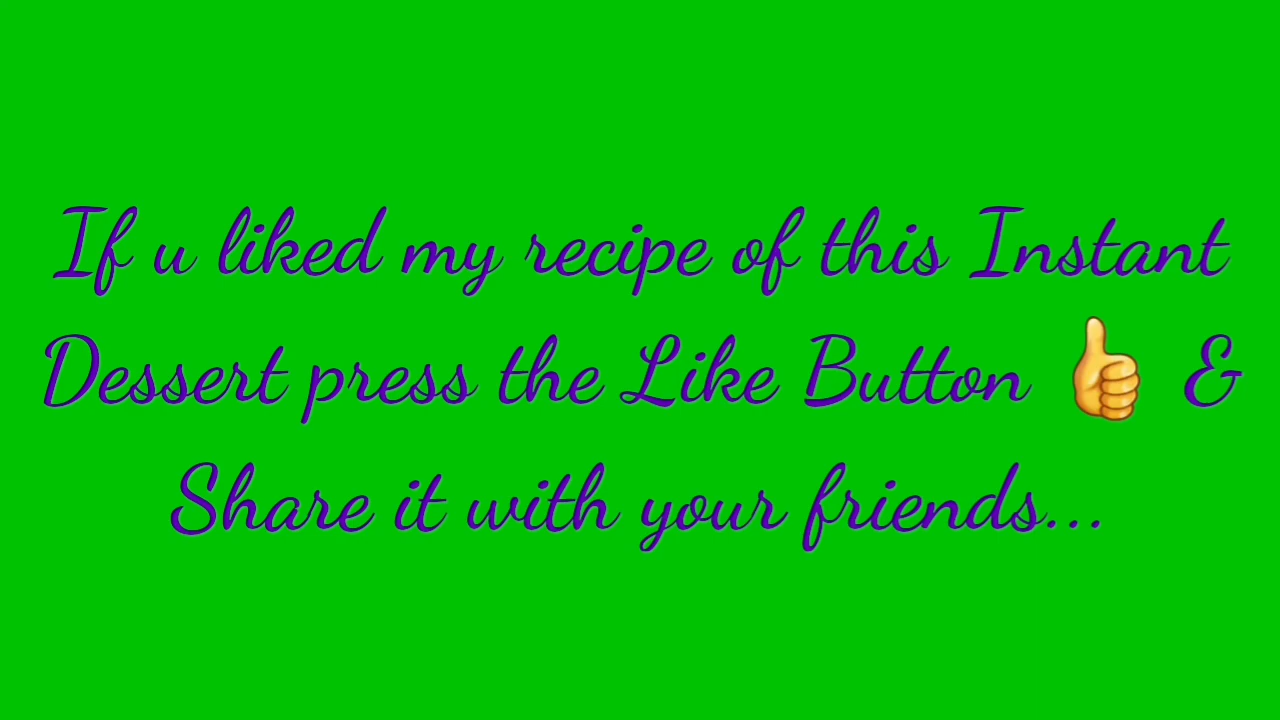 If u liked my recipe of this Instant
Dessert press the Like Button 👍 &
Share it with your friends...